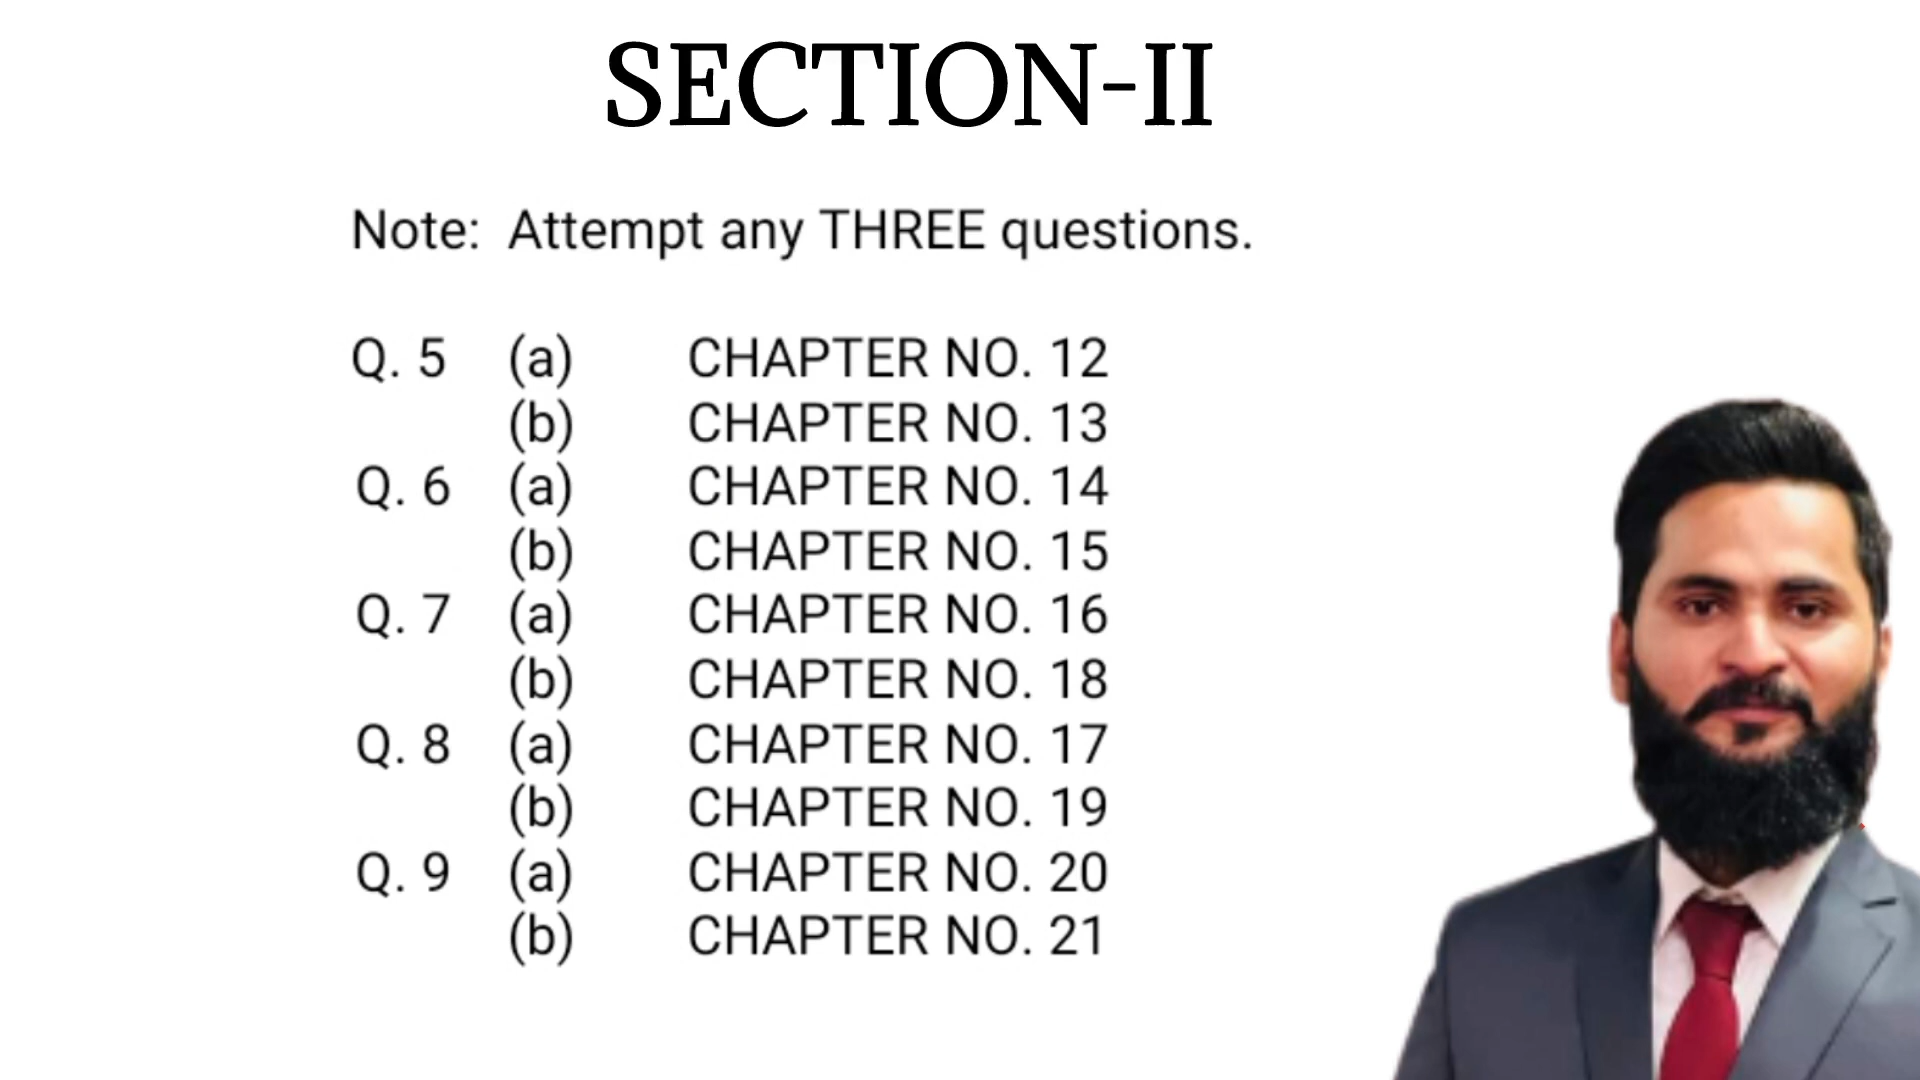 SECTION-II
Note: Attempt any THREE questions.
Q. 5 (a) CHAPTER NO. 12
(b) CHAPTER NO. 13
Q. 6 (a) CHAPTER NO. 14
(b) CHAPTER NO. 15
Q. 7 (a) CHAPTER NO. 16
(b) CHAPTER NO. 18
Q. 8 (a) CHAPTER NO. 17
(b) CHAPTER NO. 19
Q. 9 (a) CHAPTER NO. 20
(b) CHAPTER NO. 21